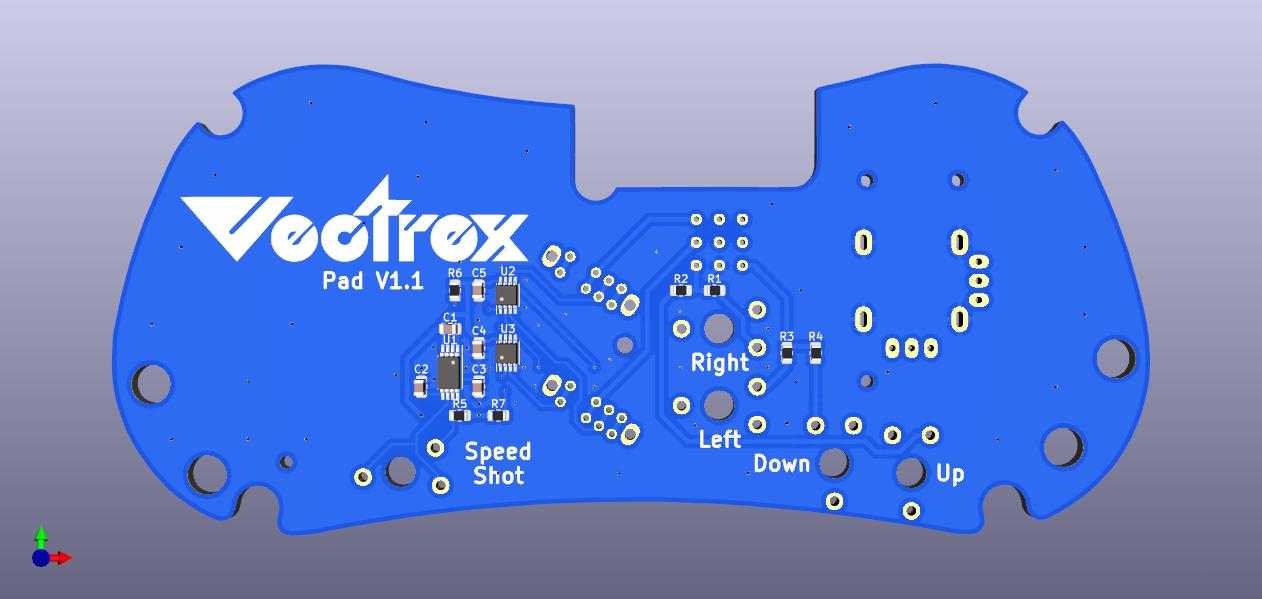 Vectrex
Pad V1.1
R6 C5 U2
R2 R1
C1
U1
C4 U3
R3 R4
Right
C2 C3
R5 R7
Left
Speed
Shot
Down
Up